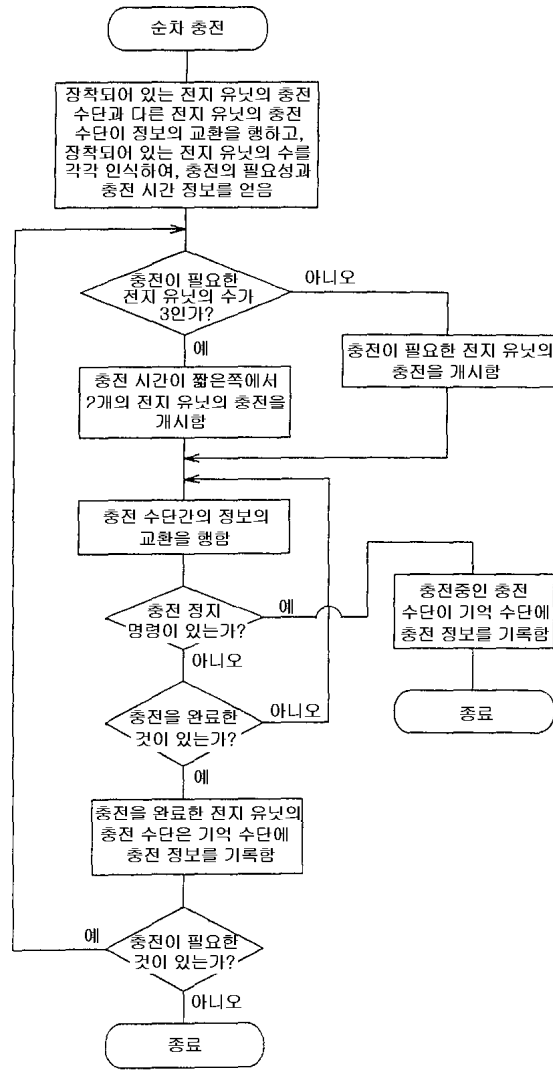 순차 충전
장착되어 있는 전지 유닛의 충전
수단과 다른 전지 유닛의 충전
수단이 정보의 교환을 행하고,
장착되어 있는 전지 유닛의 수를
각각 인식하여, 충전의 필요성과
충전 시간 정보를 얻음
충전이 필요한
전지 유닛의 수가
3인가?
아니오
예
충전이 필요한 전지 유닛의
충전을 개시함
충전 시간이 짧은쪽에서
2개의 전지 유닛의 충전을
개시함
충전 수단간의 정보의
교환을 행함
충전 정지
명령이 있는가?
예
아니오
충전중인 충전
수단이 기억 수단에
충전 정보를 기록함
종료
충전을 완료한
것이 있는가?
아니오
예
충전을 완료한 전지 유닛의
충전 수단은 기억 수단에
충전 정보를 기록함
충전이 필요한
것이 있는가?
예
아니오
종료